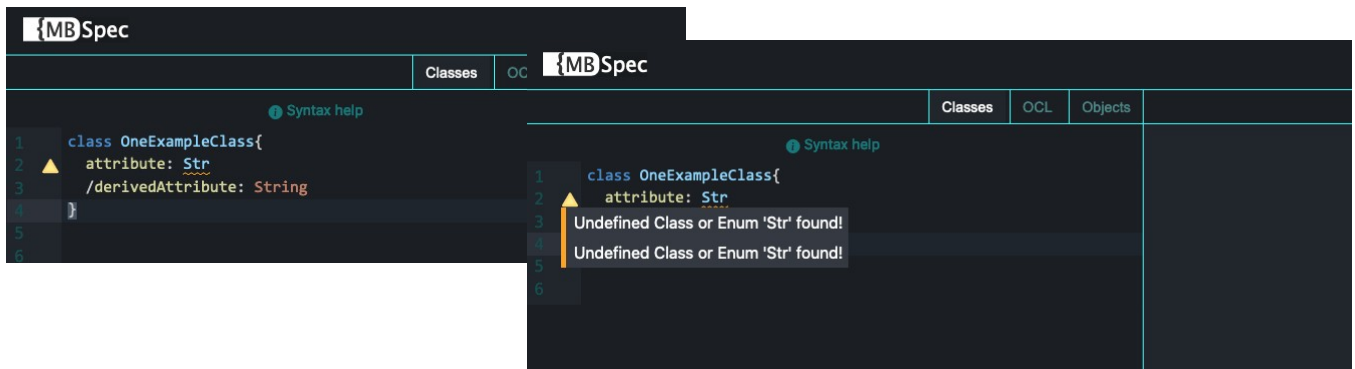 {MB Spec
Classes
OC
Syntax help
1 class OneExampleClass{
2 attribute: Str
3 /derivedAttribute: String
4 }
5
6
{MB Spec
Classes OCL Objects
Syntax help
1 class OneExampleClass{
2 attribute: Str
3 Undefined Class or Enum 'Str' found!
4
Undefined Class or Enum 'Str' found!
5
6